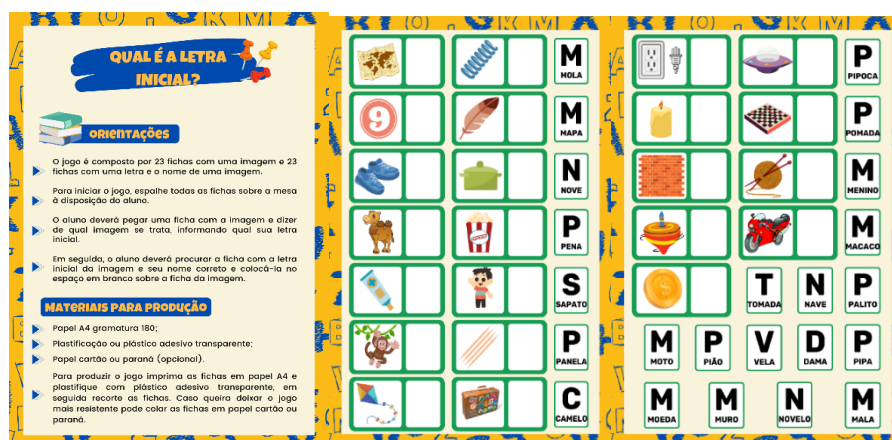 QUAL É A LETRA
INICIAL?
ORIENTAÇÕES
O jogo é composto por 23 fichas com uma imagem e 23
fichas com uma letra e o nome de uma imagem.
Para iniciar o jogo, espalhe todas as fichas sobre a mesa
à disposição do aluno.
O aluno deverá pegar uma ficha com a imagem e dizer
de qual imagem se trata, informando qual sua letra
inicial.
Em seguida, o aluno deverá procurar a ficha com a letra
inicial da imagem e seu nome correto e colocá-la no
espaço em branco sobre a ficha da imagem.
MATERIAIS PARA PRODUÇÃO
Papel A4 gramatura 180;
Plastificação ou plástico adesivo transparente;
Papel cartão ou paraná (opcional).
Para produzir o jogo imprima as fichas em papel A4 e
plastifique com plástico adesivo transparente, em
seguida recorte as fichas. Caso queira deixar o jogo
mais resistente pode colar as fichas em papel cartão ou
paraná.
M
MOLA
9
M
MAPA
N
NOVE
P
PENA
S
SAPATO
P
PANELA
C
CAMELO
P
PIPOCA
P
POMADA
M
MENINO
M
MACACO
T N P
TOMADA NAVE PALITO
M P V D P
MOTO PIÃO VELA DAMA PIPA
M M N M
MOEDA MURO NOVELO MALA